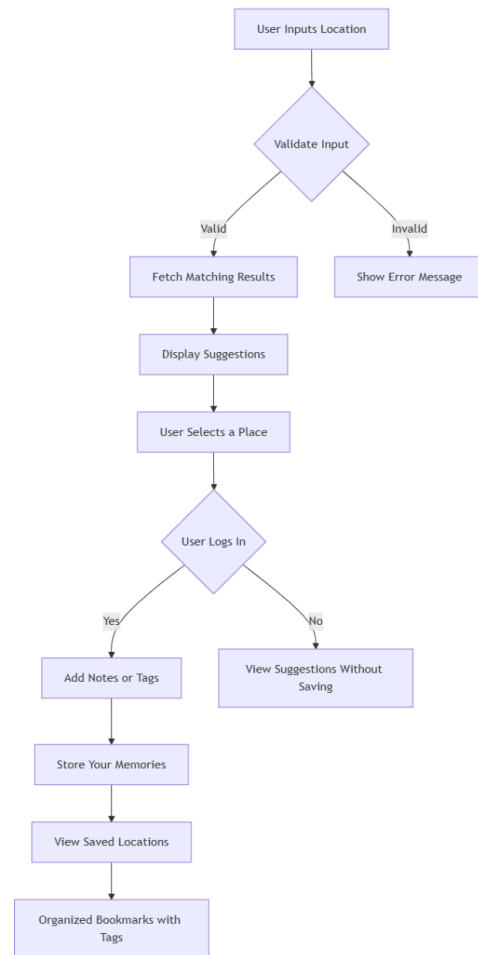 User Inputs Location
Validate Input
Valid
Invalid
Fetch Matching Results
Show Error Message
Display Suggestions
User Selects a Place
User Logs In
Yes
No
Add Notes or Tags
View Suggestions Without
Saving
Store Your Memories
View Saved Locations
Organized Bookmarks with
Tags